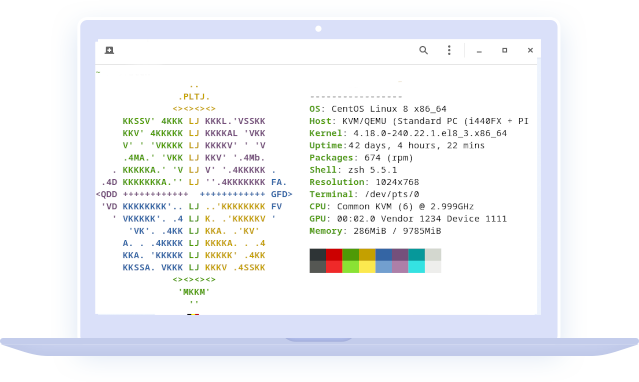 ~
..
.PLTJ.
<><><><>
KKSSV' 4KKK LJ KKKL.'VSSKK
KKV' 4KKKKK LJ KKKKAL 'VKK
V' ' 'VKKKK LJ KKKKV' ' 'V
.4MA.' 'VKK LJ KKV' '.4Mb.
. KKKKKA.' 'V LJ V' '.4KKKKK .
.4D KKKKKKKA.'' LJ ''.4KKKKKKK FA.
<QDD ++++++++++++ ++++++++++++ GFD>
'VD KKKKKKKK'.. LJ ..'KKKKKKKK FV
' VKKKKK'. .4 LJ K. .'KKKKKV '
'VK'. .4KK LJ KKA. .'KV'
A. . .4KKKK LJ KKKKA. . .4
KKA. 'KKKKK LJ KKKKK' .4KK
KKSSA. VKKK LJ KKKV .4SSKK
<><><><>
'MKKM'
''
----------------
OS: CentOS Linux 8 x86_64
Host: KVM/QEMU (Standard PC (i440FX + PI
Kernel: 4.18.0-240.22.1.el8_3.x86_64
Uptime:42 days, 4 hours, 22 mins
Packages: 674 (rpm)
Shell: zsh 5.5.1
Resolution: 1024x768
Terminal: /dev/pts/0
CPU: Common KVM (6) @ 2.999GHz
GPU: 00:02.0 Vendor 1234 Device 1111
Memory: 286MiB / 9785MiB